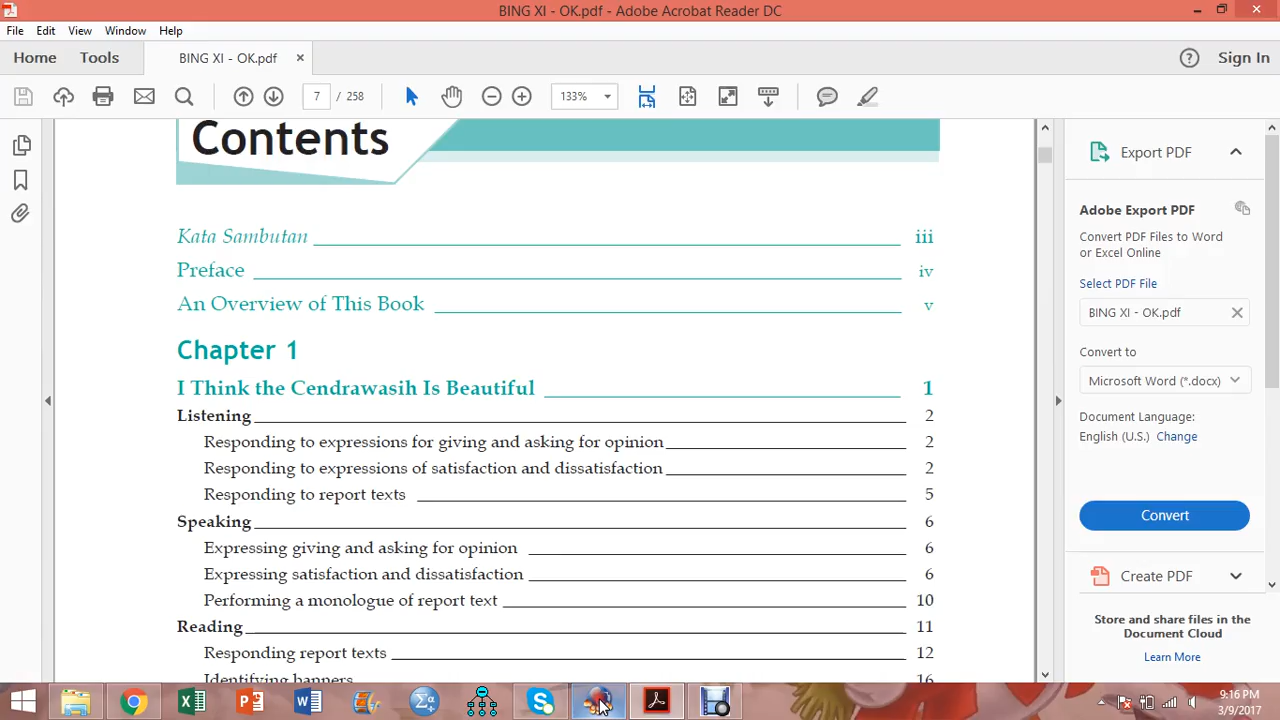 BING XI - OK.pdf - Adobe Acrobat Reader DC
File Edit View Window Help
Home Tools BING XI - OK.pdf × Sign In
7 / 258 133%
Contents
Kata Sambutan iii
Preface iv
An Overview of This Book v
Chapter 1
I Think the Cendrawasih Is Beautiful 1
Listening 2
Responding to expressions for giving and asking for opinion 2
Responding to expressions of satisfaction and dissatisfaction 2
Responding to report texts 5
Speaking 6
Expressing giving and asking for opinion 6
Expressing satisfaction and dissatisfaction 6
Performing a monologue of report text 10
Reading 11
Responding report texts 12
Identifying banners 16
Export PDF
Adobe Export PDF
Convert PDF Files to Word
or Excel Online
Select PDF File
BING XI - OK.pdf
Convert to
Microsoft Word (*.docx)
Document Language:
English (U.S.) Change
Convert
Create PDF
Store and share files in the
Document Cloud
Learn More
9:16 PM
3/9/2017